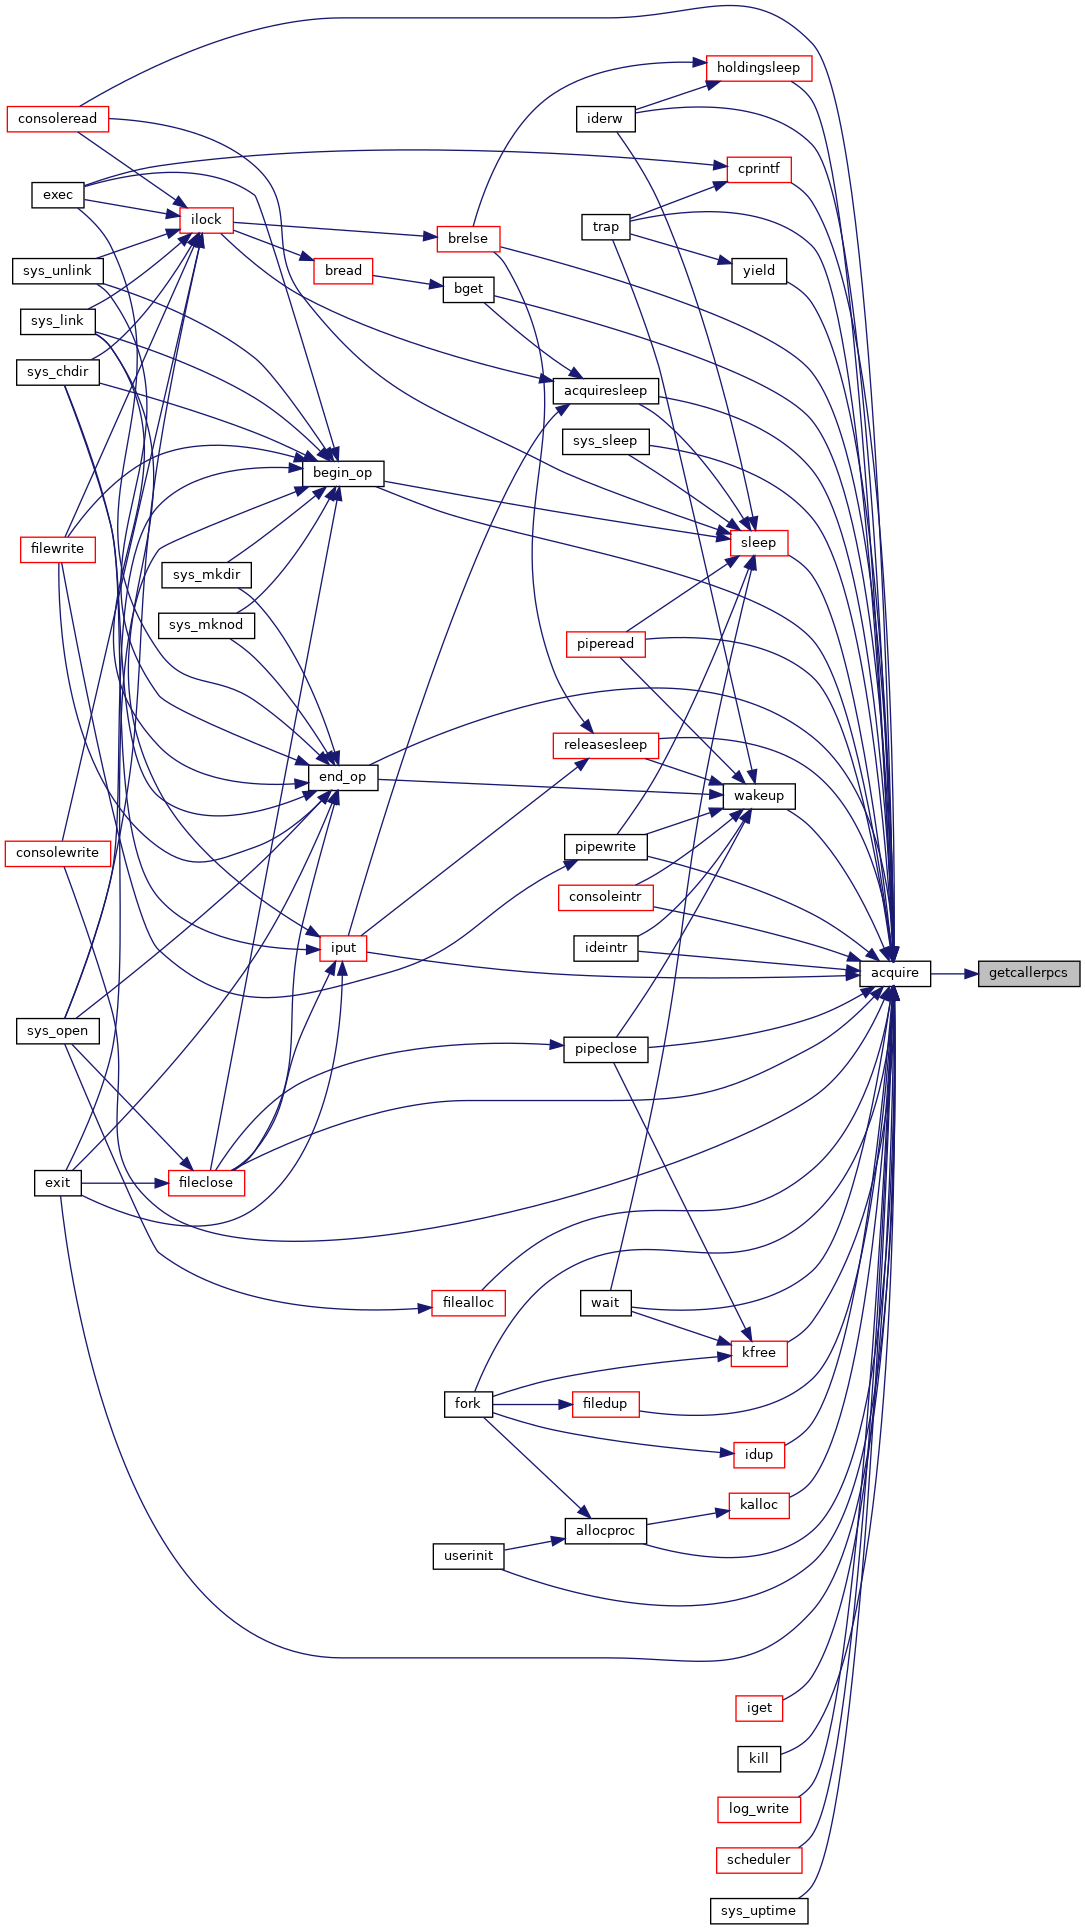 holdingsleep
consoleread
iderw
cprintf
exec
ilock
trap
brelse
sys_unlink
bread
yield
bget
sys_link
sys_chdir
acquiresleep
sys_sleep
begin_op
sleep
filewrite
sys_mkdir
sys_mknod
piperead
releasesleep
end_op
wakeup
consolewrite
pipewrite
consoleintr
ideintr
iput
acquire
getcallerpcs
sys_open
pipeclose
exit
fileclose
filealloc
wait
kfree
fork
filedup
idup
kalloc
allocproc
userinit
iget
kill
log_write
scheduler
sys_uptime